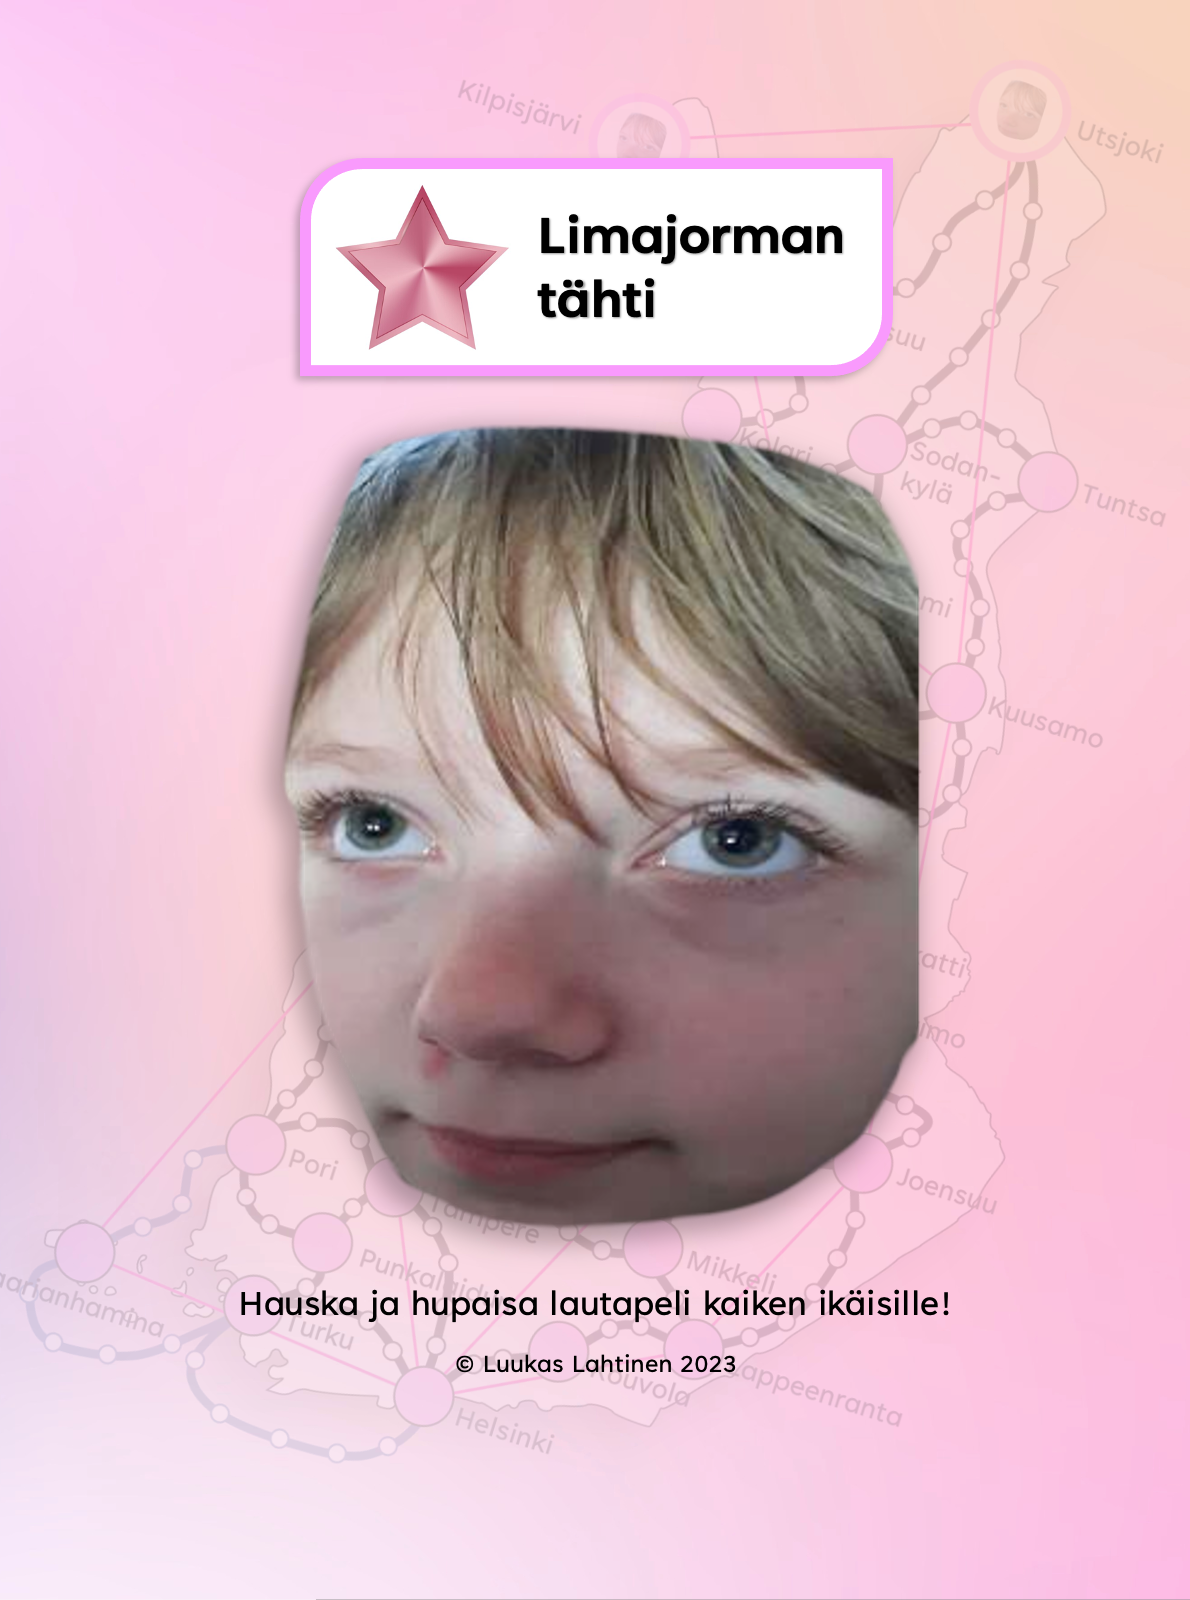 Kilpisjärvi
Utsjoki
Limajorman
tähti
Kolari
Sodan-
kylä
Tuntsa
Kuusamo
Pori
Joensuu
Tampere
Mikkeli
Hauska ja hupaisa lautapeli kaiken ikäisille!
Turku
© Luukas Lahtinen 2023
Kouvola
Lappeenranta
Helsinki